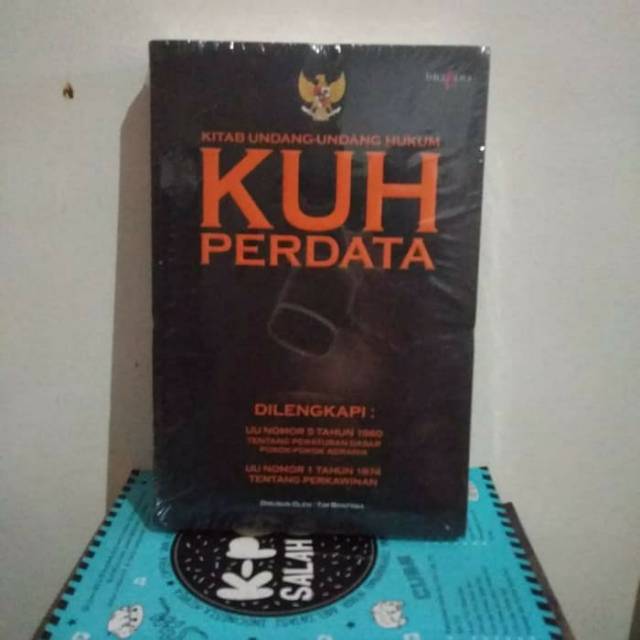 KITAB UNDANG-UNDANG HUKUM
KUH
PERDATA
DILENGKAPI :
UU NOMOR 5 TAHUN 1960
TENTANG PERATURAN DASAR
POKOK-POKOK AGRARIA
UU NOMOR 1 TAHUN 1974
TENTANG PERKAWINAN
K-P
SALAH